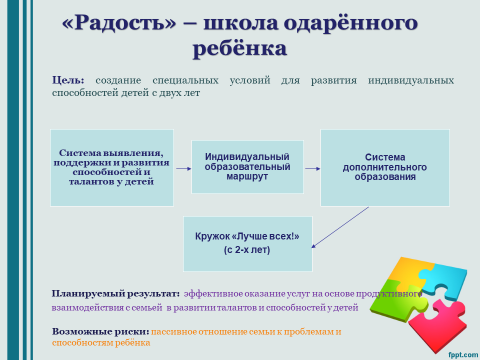 «Радость» – школа одарённого
ребёнка
Цель: создание специальных условий для развития индивидуальных
способностей детей с двух лет
Система выявления,
поддержки и развития
способностей и
талантов у детей
Индивидуальный
образовательный
маршрут
Система
дополнительного
образования
Кружок «Лучше всех!»
(с 2-х лет)
Планируемый результат: эффективное оказание услуг на основе продуктивного
взаимодействия с семьей в развитии талантов и способностей у детей
Возможные риски: пассивное отношение семьи к проблемам и
способностям ребёнка
fppt.com